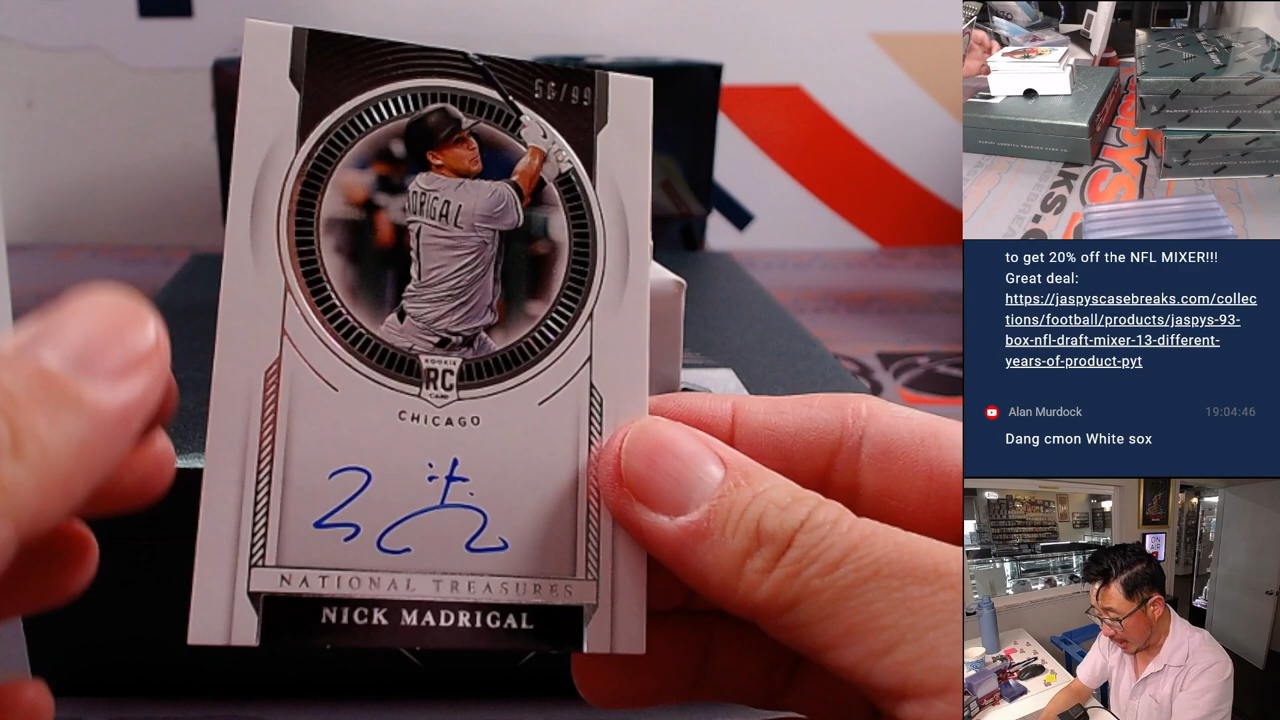 56/99
MADRIGAL
1
ROOKIE
RC
CARD
CHICAGO
NATIONAL TREASURES
NICK MADRIGAL
to get 20% off the NFL MIXER!!!
Great deal:
https://jaspyscasebreaks.com/collec
tions/football/products/jaspys-93-
box-nfl-draft-mixer-13-different-
years-of-product-pyt
Alan Murdock
19:04:46
Dang cmon White sox
ON
AIR